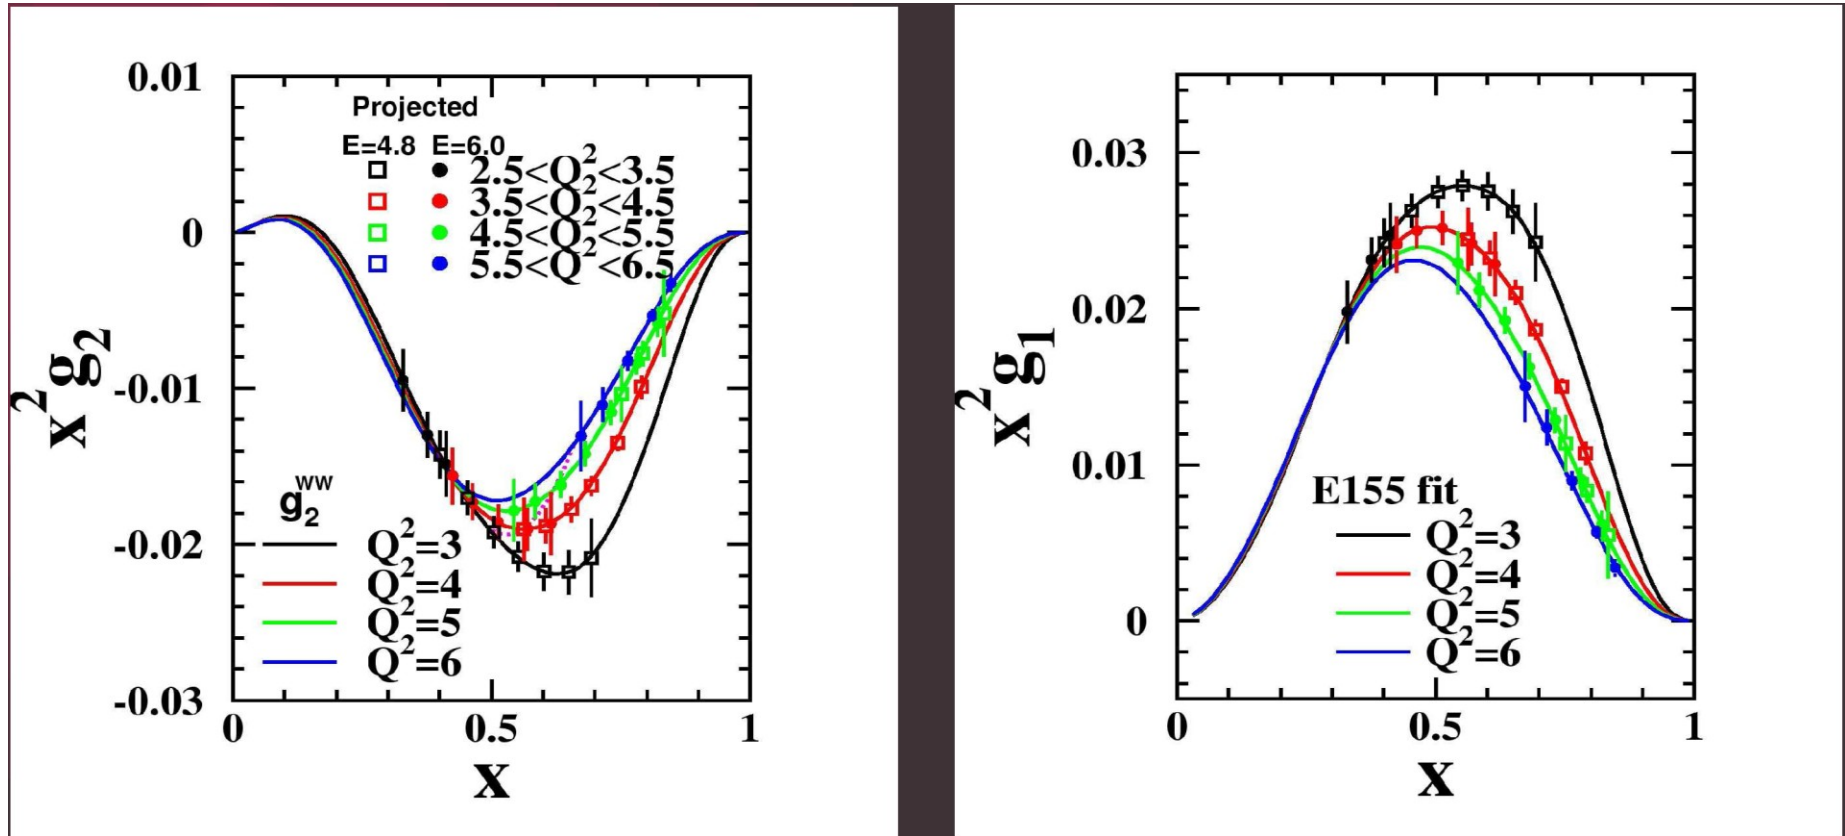 0.01
0
-0.01
-0.02
-0.03
x²g₂
Projected
E=4.8 E=6.0
2.5<Q²<3.5
3.5<Q²<4.5
4.5<Q²<5.5
5.5<Q²<6.5
g₂ʷʷ
Q²=3
Q²=4
Q²=5
Q²=6
0 0.5 1
x
0.03
0.02
0.01
0
x²g₁
E155 fit
Q²=3
Q²=4
Q²=5
Q²=6
0 0.5 1
x